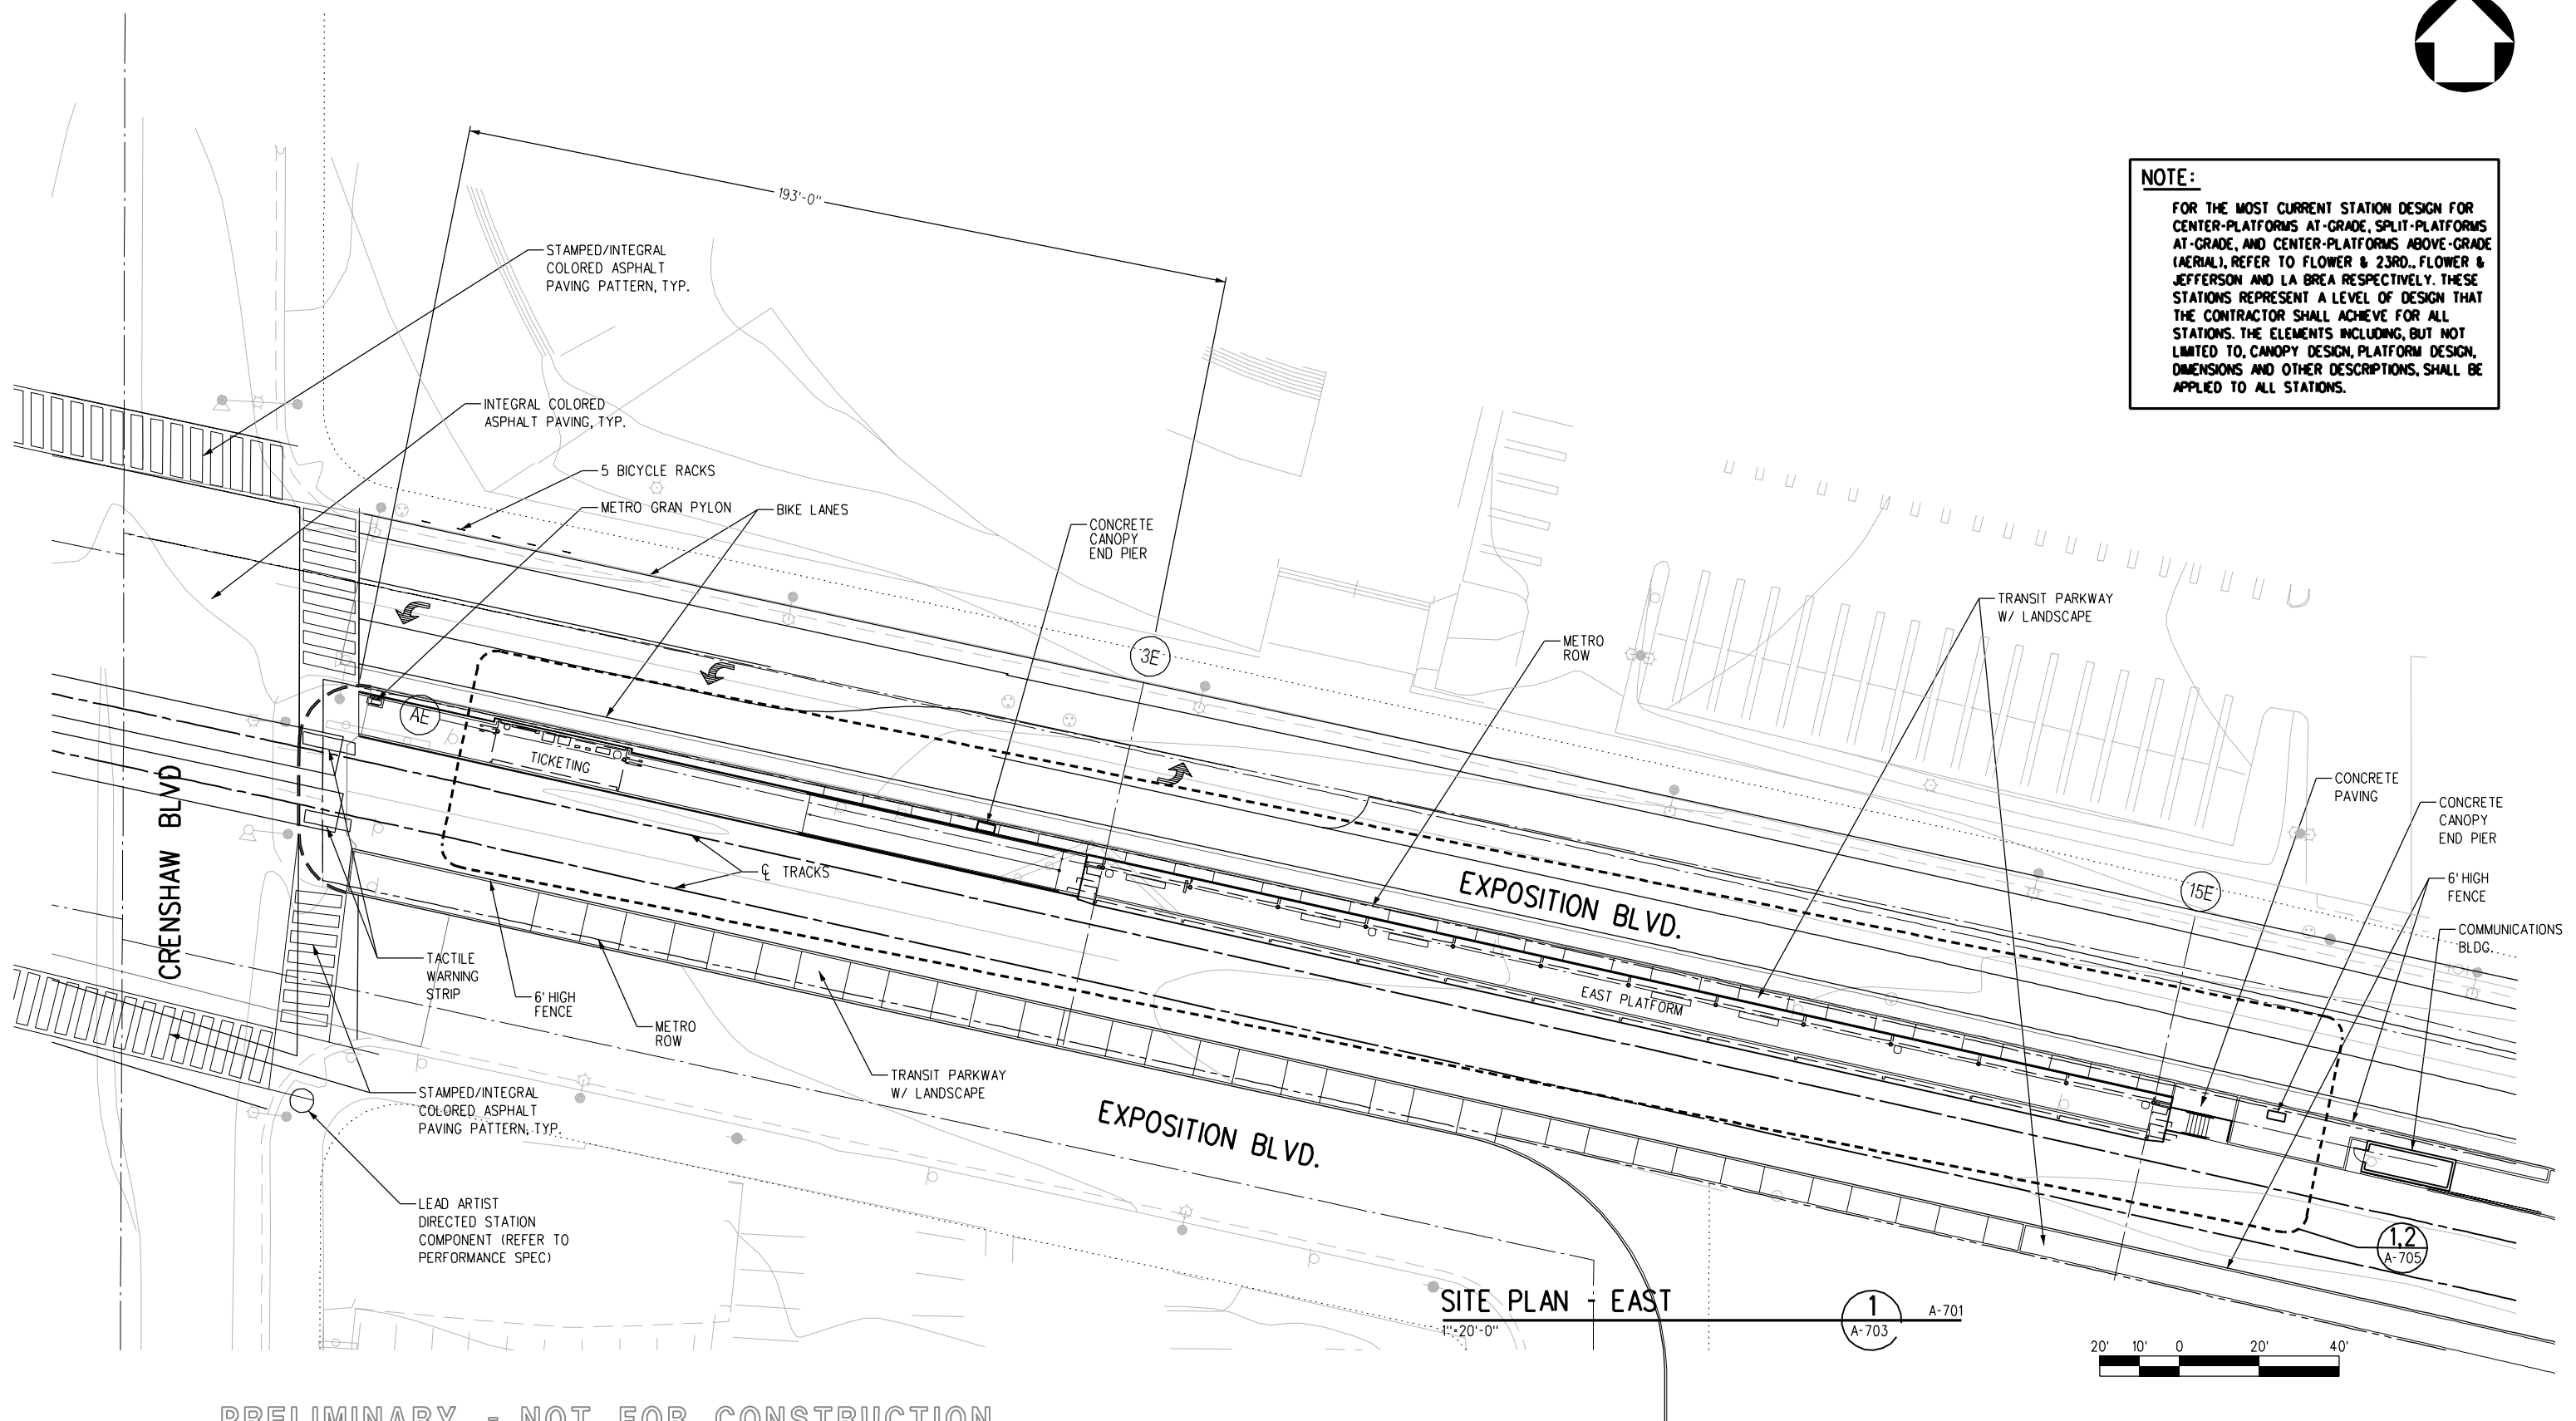 193'-0"
NOTE:
FOR THE MOST CURRENT STATION DESIGN FOR
CENTER-PLATFORMS AT-GRADE, SPLIT-PLATFORMS
AT-GRADE, AND CENTER-PLATFORMS ABOVE-GRADE
(AERIAL), REFER TO FLOWER & 23RD., FLOWER &
JEFFERSON AND LA BREA RESPECTIVELY. THESE
STATIONS REPRESENT A LEVEL OF DESIGN THAT
THE CONTRACTOR SHALL ACHIEVE FOR ALL
STATIONS. THE ELEMENTS INCLUDING, BUT NOT
LIMITED TO, CANOPY DESIGN, PLATFORM DESIGN,
DIMENSIONS AND OTHER DESCRIPTIONS, SHALL BE
APPLIED TO ALL STATIONS.
STAMPED/INTEGRAL
COLORED ASPHALT
PAVING PATTERN, TYP.
INTEGRAL COLORED
ASPHALT PAVING, TYP.
5 BICYCLE RACKS
METRO GRAN PYLON
BIKE LANES
CONCRETE
CANOPY
END PIER
3E
METRO
ROW
TRANSIT PARKWAY
W/ LANDSCAPE
AE
TICKETING
CONCRETE
PAVING
CONCRETE
CANOPY
END PIER
6' HIGH
FENCE
COMMUNICATIONS
BLDG.
15E
CRENSHAW BLVD
℄ TRACKS
EXPOSITION BLVD.
EAST PLATFORM
TACTILE
WARNING
STRIP
6' HIGH
FENCE
METRO
ROW
TRANSIT PARKWAY
W/ LANDSCAPE
EXPOSITION BLVD.
STAMPED/INTEGRAL
COLORED ASPHALT
PAVING PATTERN, TYP.
LEAD ARTIST
DIRECTED STATION
COMPONENT (REFER TO
PERFORMANCE SPEC)
1,2
A-705
SITE PLAN - EAST
1"=20'-0"
1
A-703
A-701
20' 10' 0 20' 40'
PRELIMINARY - NOT FOR CONSTRUCTION